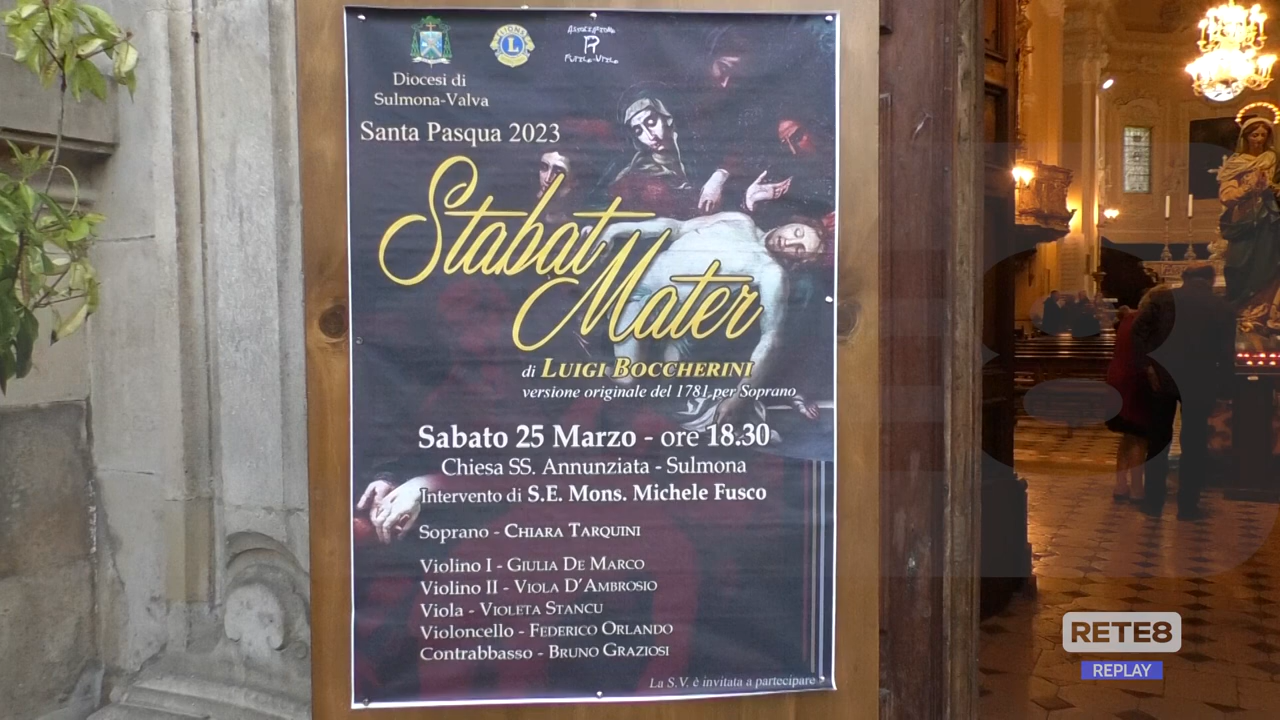 LIONS
L
R
Diocesi di
Sulmona-Valva
Santa Pasqua 2023
Stabat
Mater
di LUIGI BOCCHERINI
versione originale del 1781 per Soprano
Sabato 25 Marzo - ore 18.30
Chiesa SS. Annunziata - Sulmona
Intervento di S.E. Mons. Michele Fusco
Soprano - CHIARA TARQUINI
Violino I - GIULIA DE MARCO
Violino II - VIOLA D'AMBROSIO
Viola - VIOLETA STANCU
Violoncello - FEDERICO ORLANDO
Contrabbasso - BRUNO GRAZIOSI
La S.V. è invitata a partecipare
RETE8
REPLAY